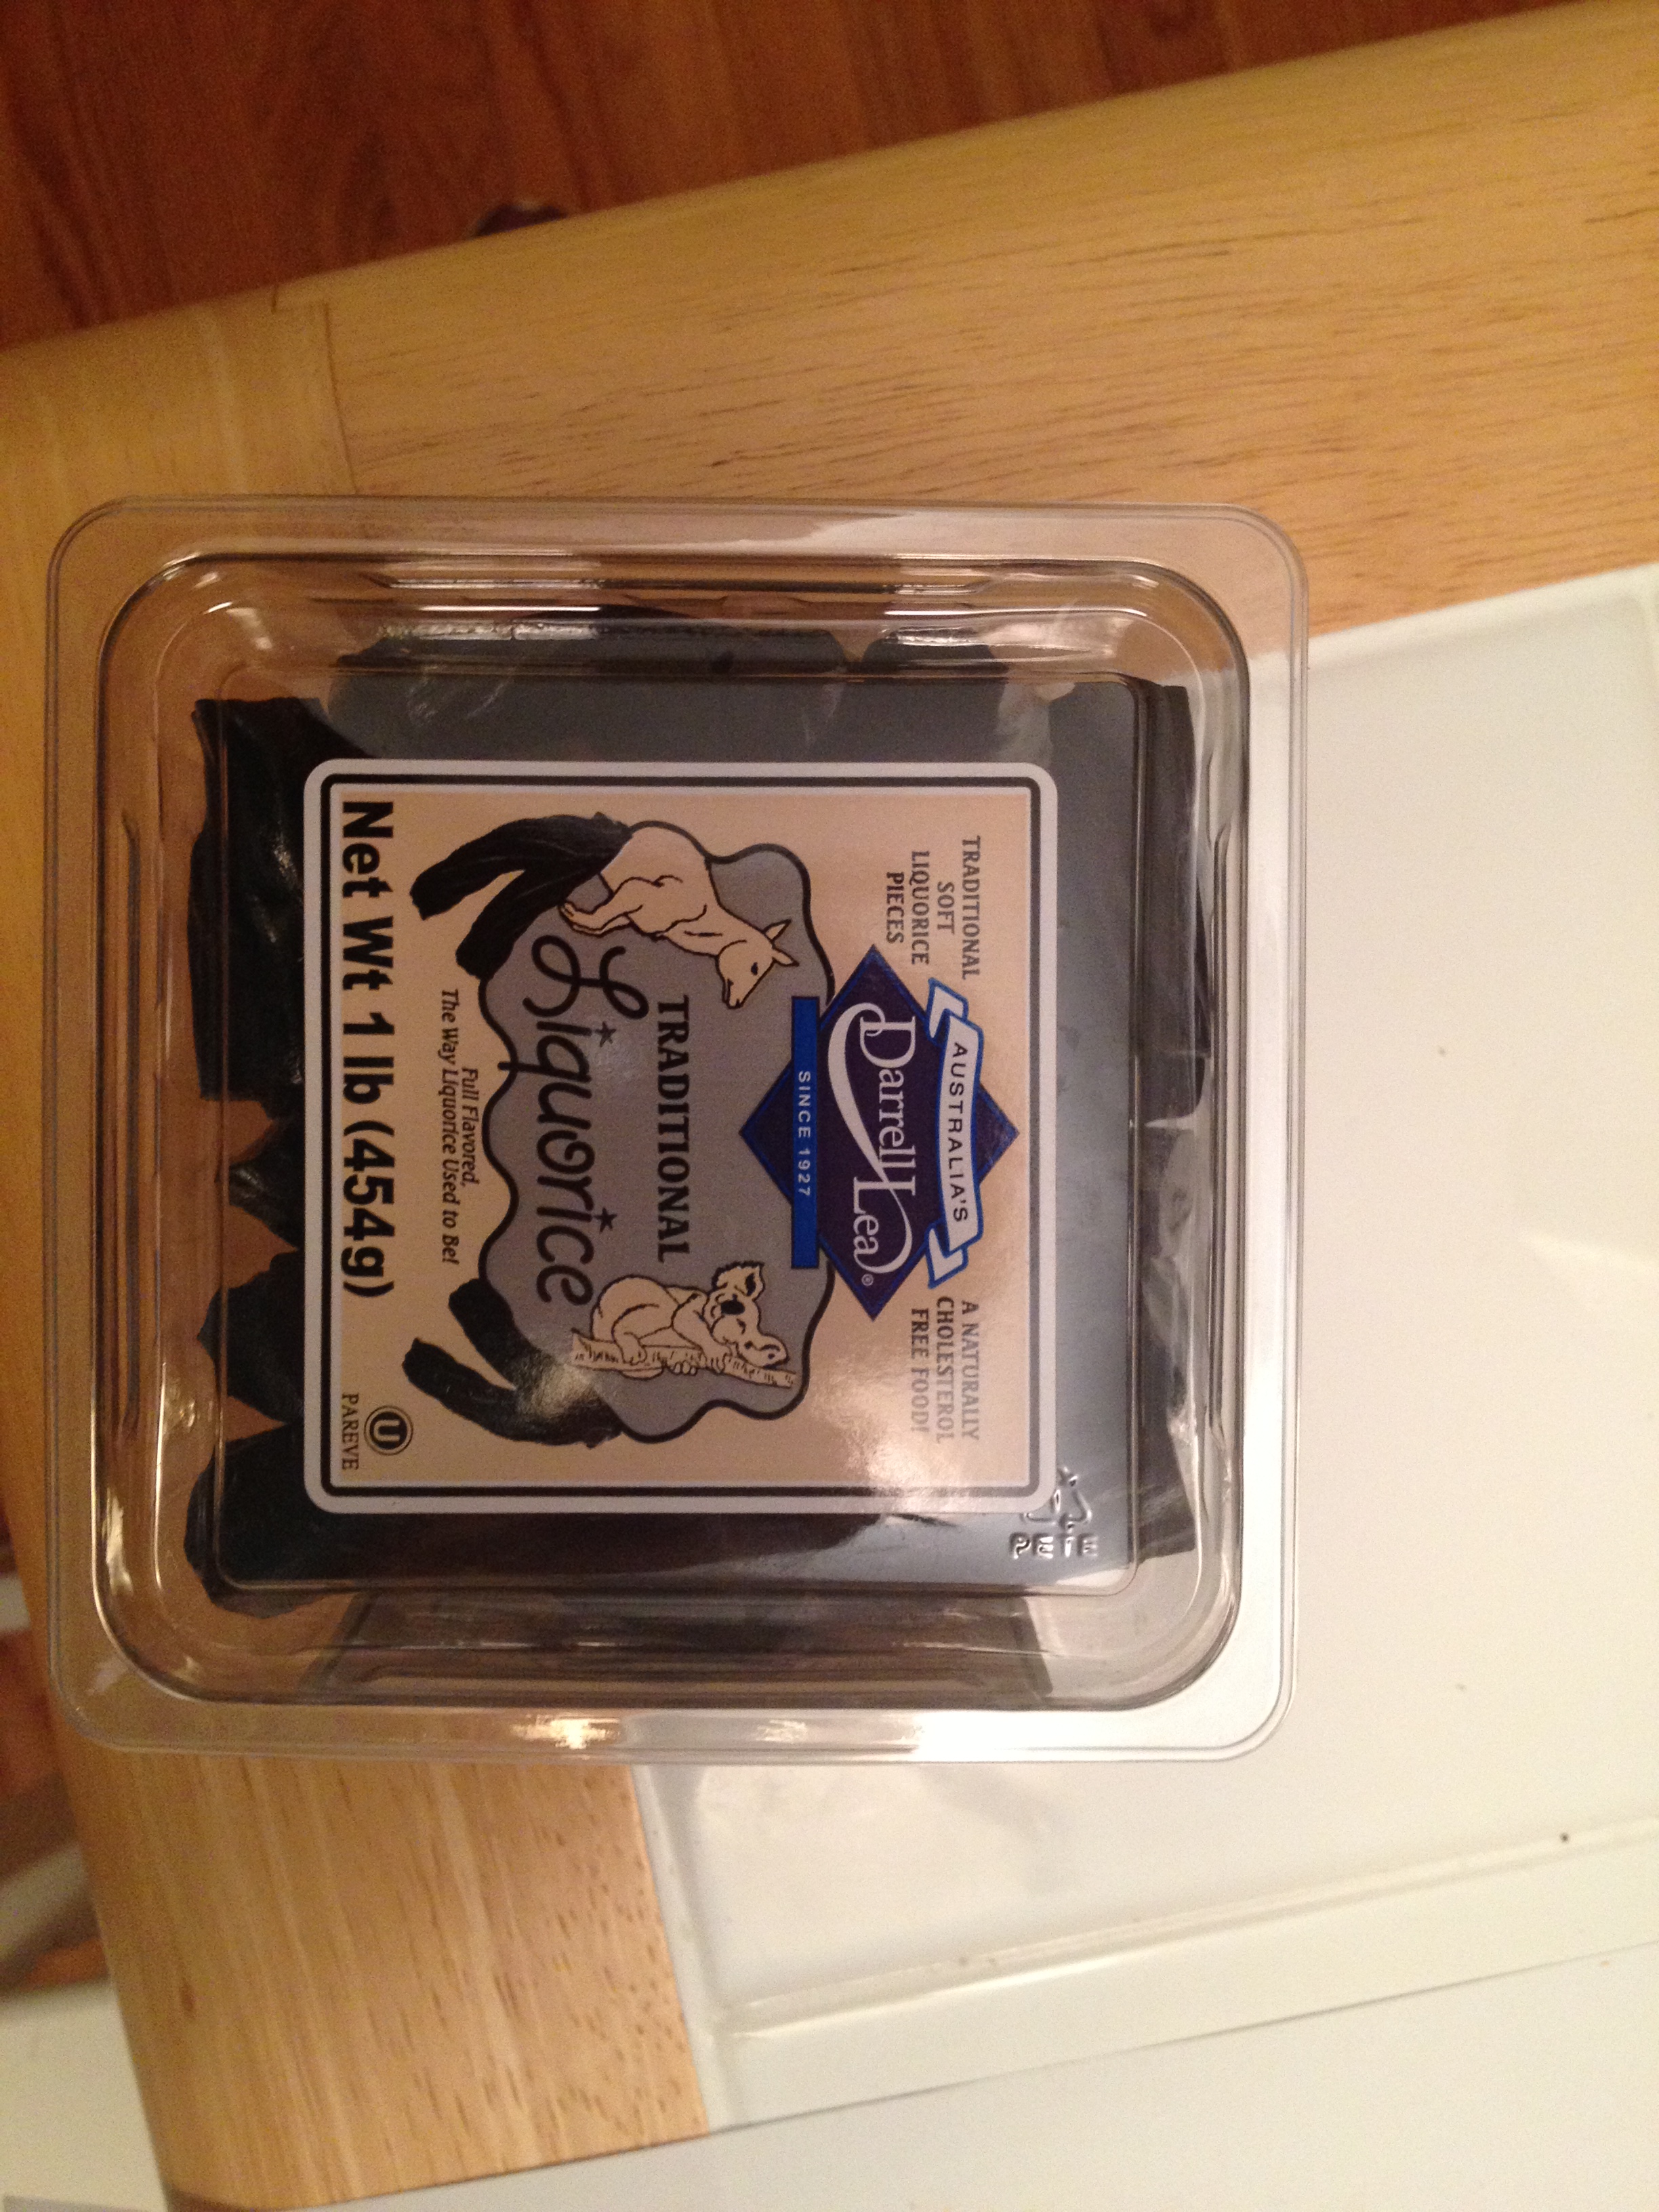 TRADITIONAL
SOFT
LIQUORICE
PIECES
AUSTRALIA'S
Darrell Lea®
SINCE 1927
A NATURALLY
CHOLESTEROL
FREE FOOD!
TRADITIONAL
Liquorice
Full Flavored,
The Way Liquorice Used to Be!
Net Wt 1 lb (454g)
U
PAREVE